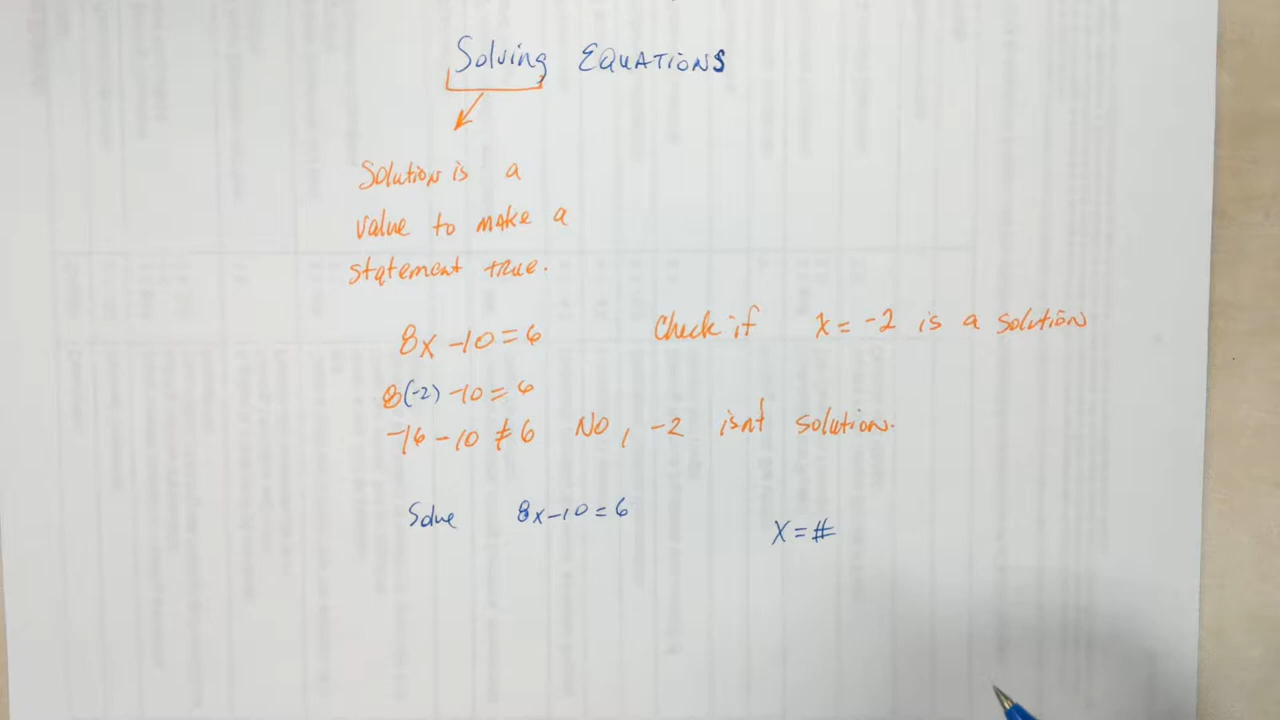 Solving EQUATIONS
Solution is a
value to make a
statement true.
8x -10 = 6 Check if x = -2 is a solution
8(-2) -10 = 6
-16 - 10 ≠ 6 No, -2 isn't solution.
Solve 8x-10 = 6 X = #